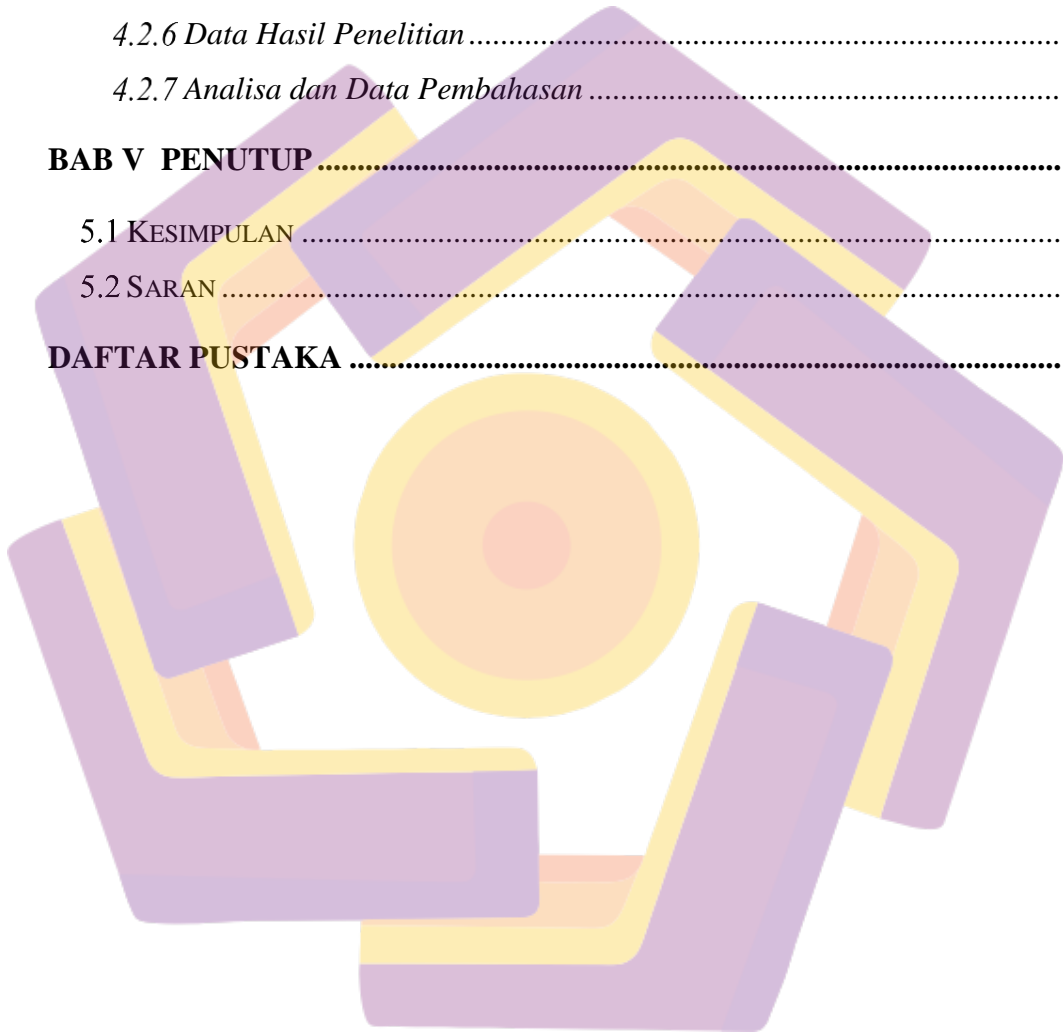 4.2.6 Data Hasil Penelitian ..........................................................................
4.2.7 Analisa dan Data Pembahasan ...........................................................
BAB V  PENUTUP .............................................................................................
5.1 KESIMPULAN ...............................................................................................
5.2 SARAN .........................................................................................................
DAFTAR PUSTAKA .........................................................................................